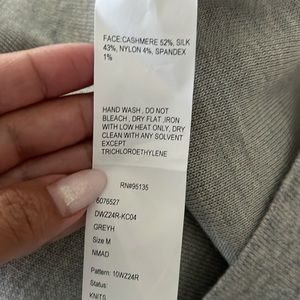 FACE:CASHMERE 52%, SILK
43%, NYLON 4%, SPANDEX
1%
HAND WASH , DO NOT
BLEACH , DRY FLAT ,IRON
WITH LOW HEAT ONLY, DRY
CLEAN WITH ANY SOLVENT
EXCEPT
TRICHLOROETHYLENE
RN#95135
6076527
DWZ24R-KC04
GREYH
Size M
NMAD
Pattern: 10WZ24R
Status:
KNITS